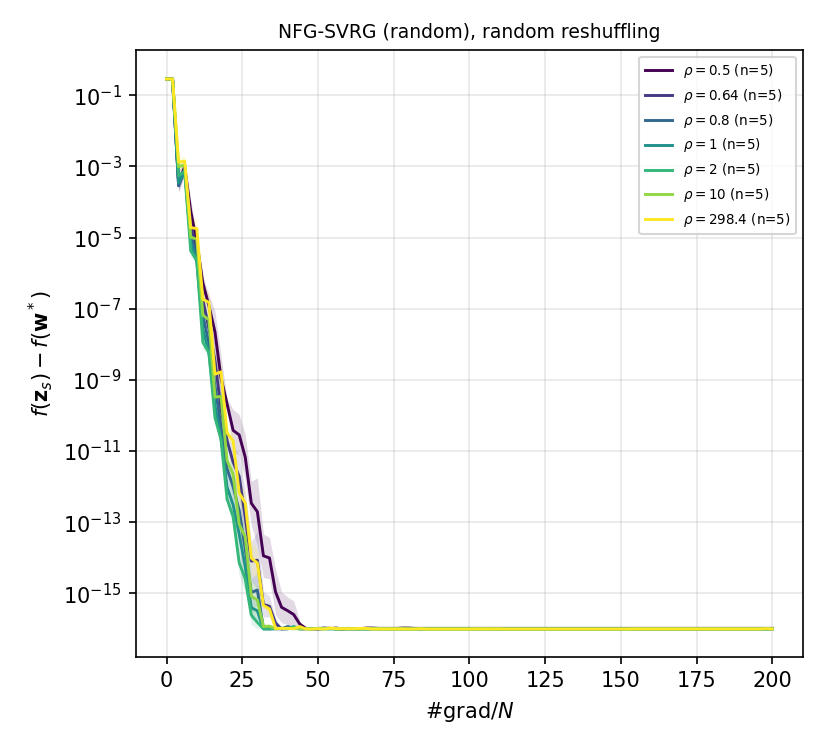 NFG-SVRG (random), random reshuffling
ρ = 0.5 (n=5)
ρ = 0.64 (n=5)
ρ = 0.8 (n=5)
ρ = 1 (n=5)
ρ = 2 (n=5)
ρ = 10 (n=5)
ρ = 298.4 (n=5)
f(z_s) − f(w*)
10⁻¹
10⁻³
10⁻⁵
10⁻⁷
10⁻⁹
10⁻¹¹
10⁻¹³
10⁻¹⁵
0 25 50 75 100 125 150 175 200
#grad/N